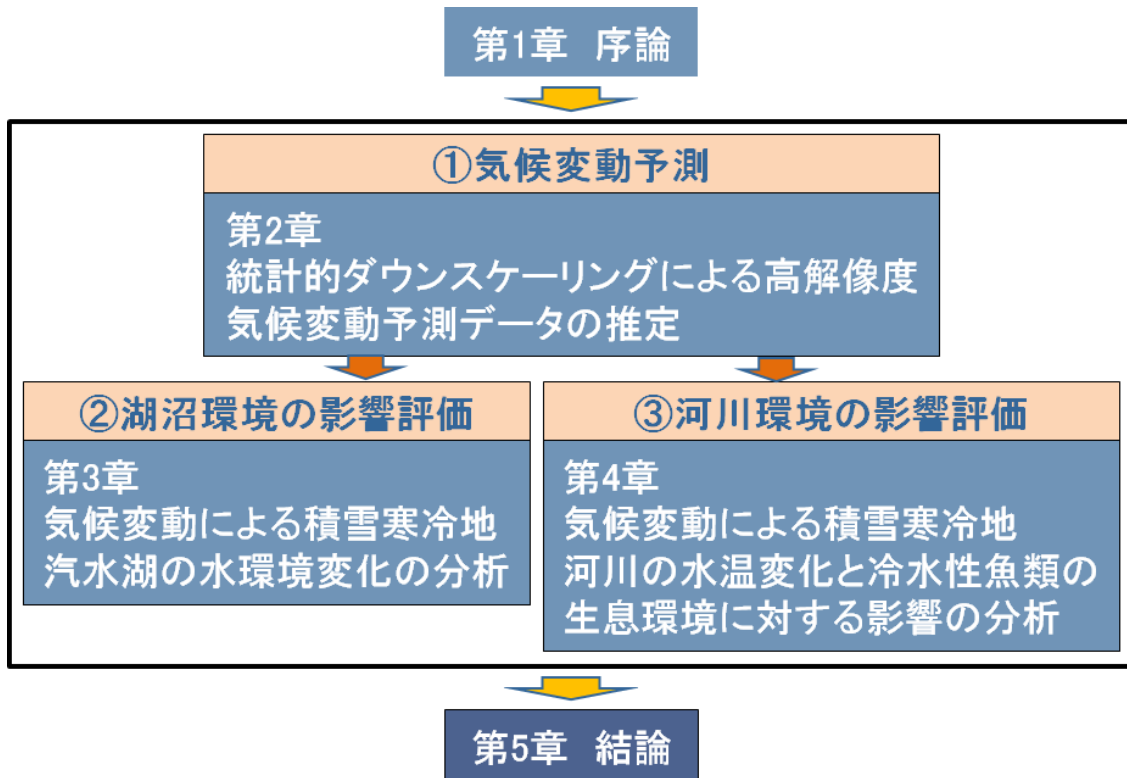 第1章 序論
①気候変動予測
第2章
統計的ダウンスケーリングによる高解像度
気候変動予測データの推定
②湖沼環境の影響評価
第3章
気候変動による積雪寒冷地
汽水湖の水環境変化の分析
③河川環境の影響評価
第4章
気候変動による積雪寒冷地
河川の水温変化と冷水性魚類の
生息環境に対する影響の分析
第5章 結論